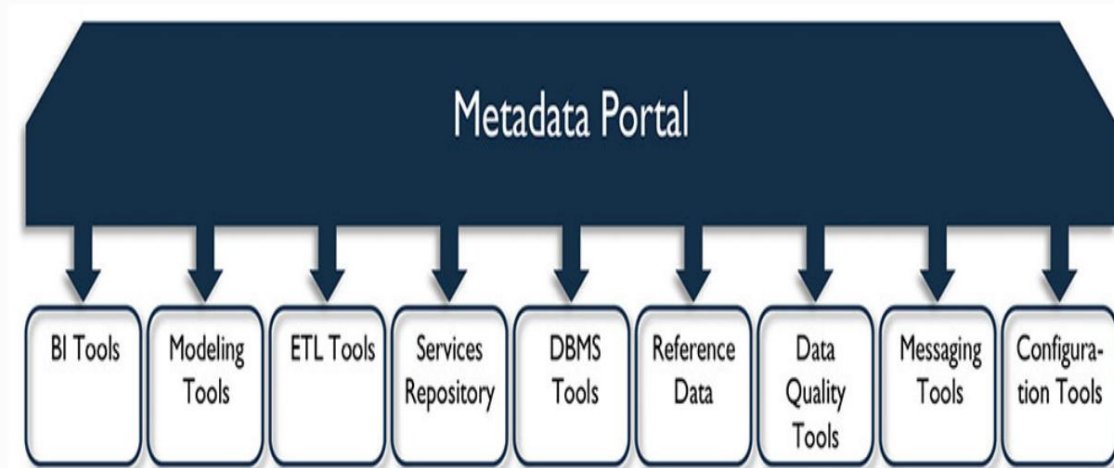 Metadata Portal
BI Tools
Modeling
Tools
ETL Tools
Services
Repository
DBMS
Tools
Reference
Data
Data
Quality
Tools
Messaging
Tools
Configura-
tion Tools